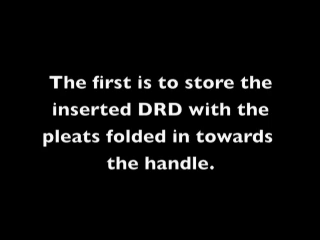 The first is to store the
inserted DRD with the
pleats folded in towards
the handle.